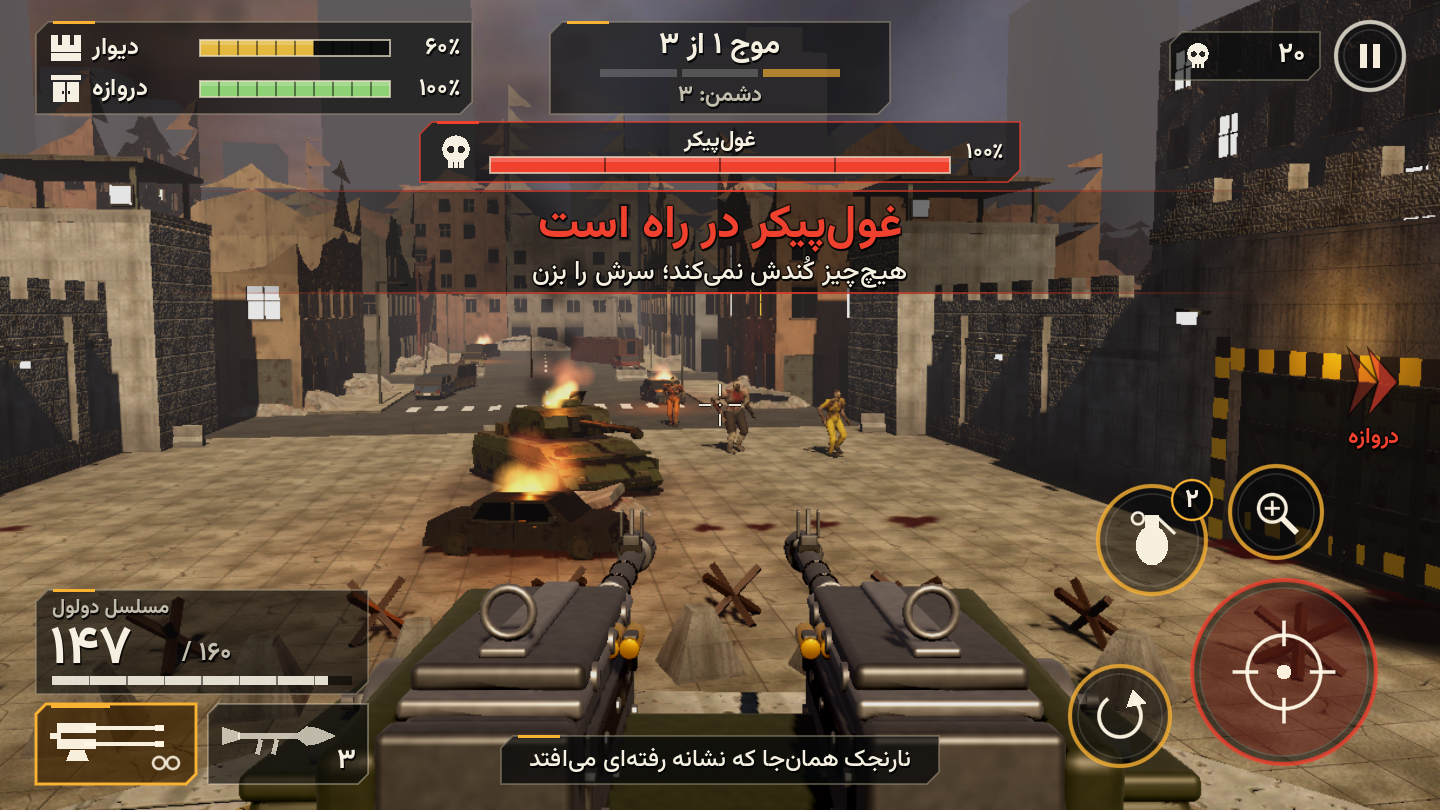 دیوار ۶۰٪
دروازه ۱۰۰٪
موج ۱ از ۳
دشمن: ۳
۲۰
غول‌پیکر ۱۰۰٪
غول‌پیکر در راه است
هیچ‌چیز کُندش نمی‌کند؛ سرش را بزن
دروازه
۲
مسلسل دولول
۱۴۷ / ۱۶۰
∞
۳
نارنجک همان‌جا که نشانه رفته‌ای می‌افتد